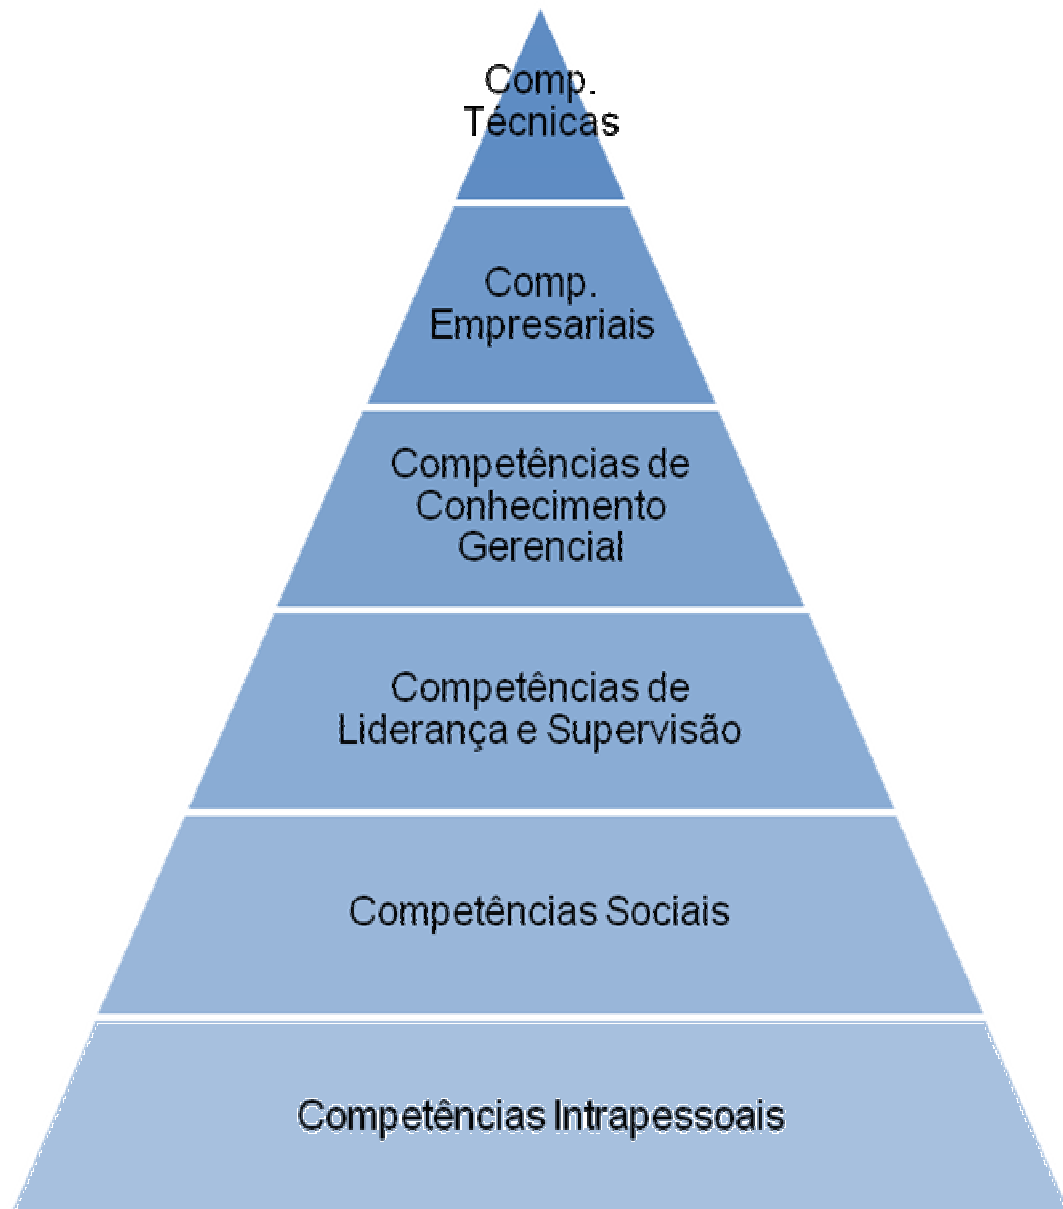 Comp.
Técnicas
Comp.
Empresariais
Competências de
Conhecimento
Gerencial
Competências de
Liderança e Supervisão
Competências Sociais
Competências Intrapessoais